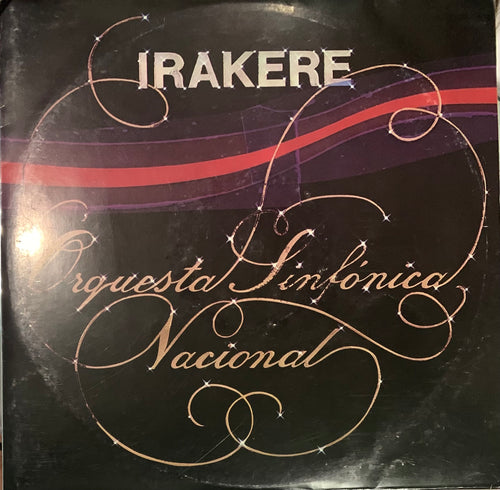 IRAKERE
Orquesta Sinfónica
Nacional